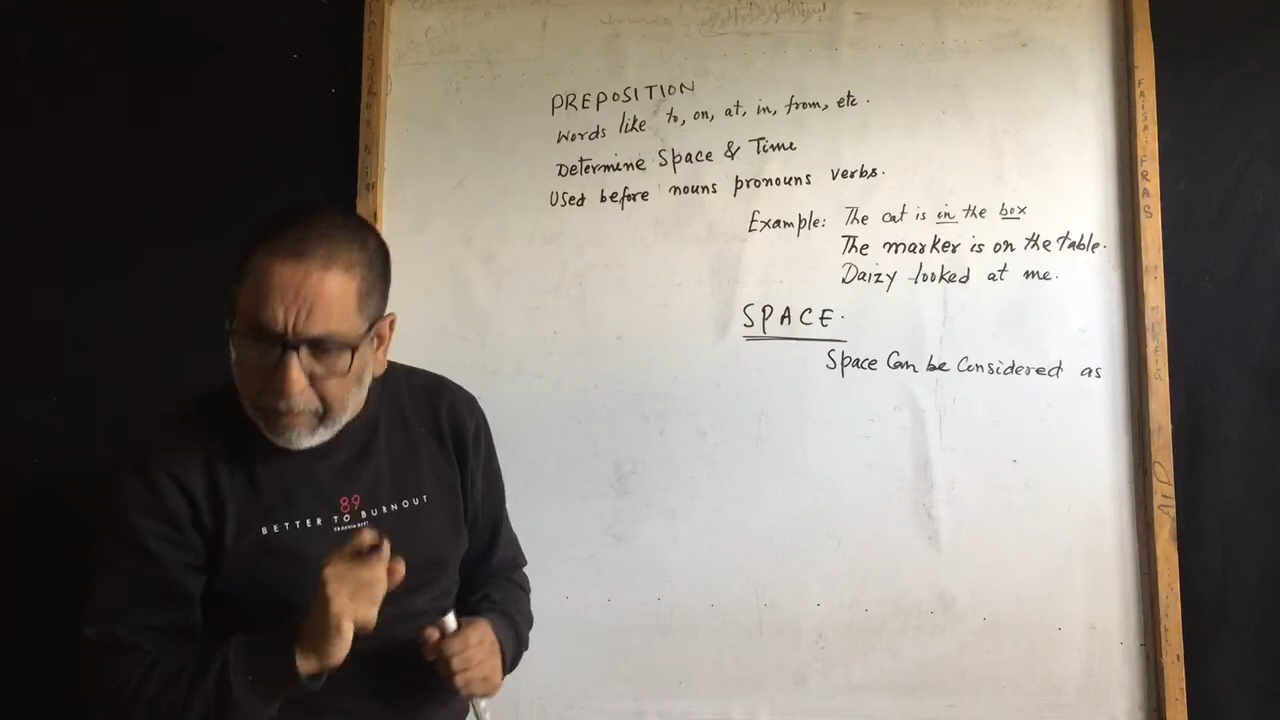 PREPOSITION
Words like to, on, at, in, from, etc.
Determine Space & Time
Used before nouns pronouns verbs.
Example: The cat is in the box
The marker is on the table.
Daizy looked at me.
SPACE.
Space Can be Considered as
89
BETTER TO BURNOUT
FAISAL FRAS